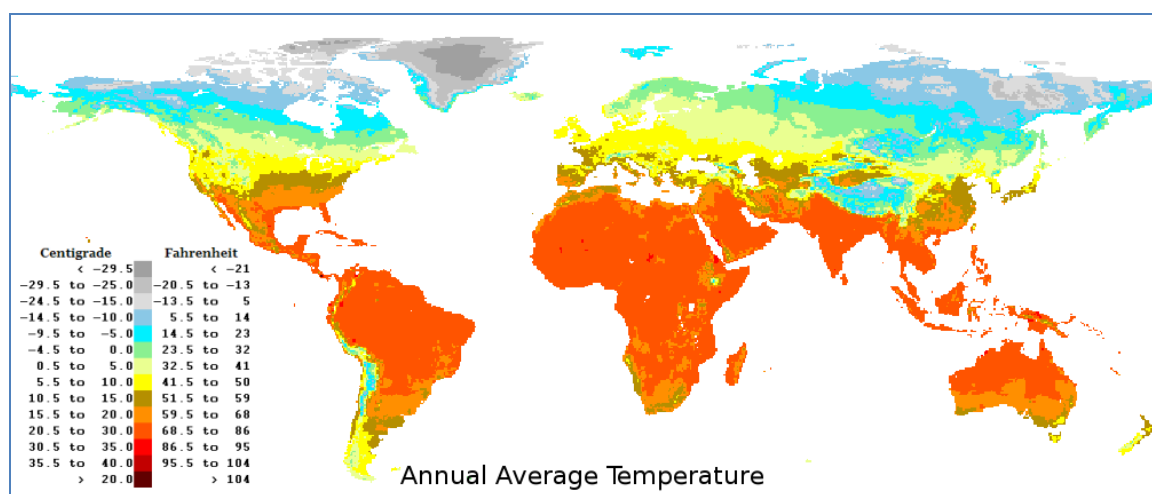 Centigrade Fahrenheit
< -29.5 < -21
-29.5 to -25.0 -20.5 to -13
-24.5 to -15.0 -13.5 to 5
-14.5 to -10.0 5.5 to 14
-9.5 to -5.0 14.5 to 23
-4.5 to 0.0 23.5 to 32
0.5 to 5.0 32.5 to 41
5.5 to 10.0 41.5 to 50
10.5 to 15.0 51.5 to 59
15.5 to 20.0 59.5 to 68
20.5 to 30.0 68.5 to 86
30.5 to 35.0 86.5 to 95
35.5 to 40.0 95.5 to 104
> 20.0 > 104
Annual Average Temperature